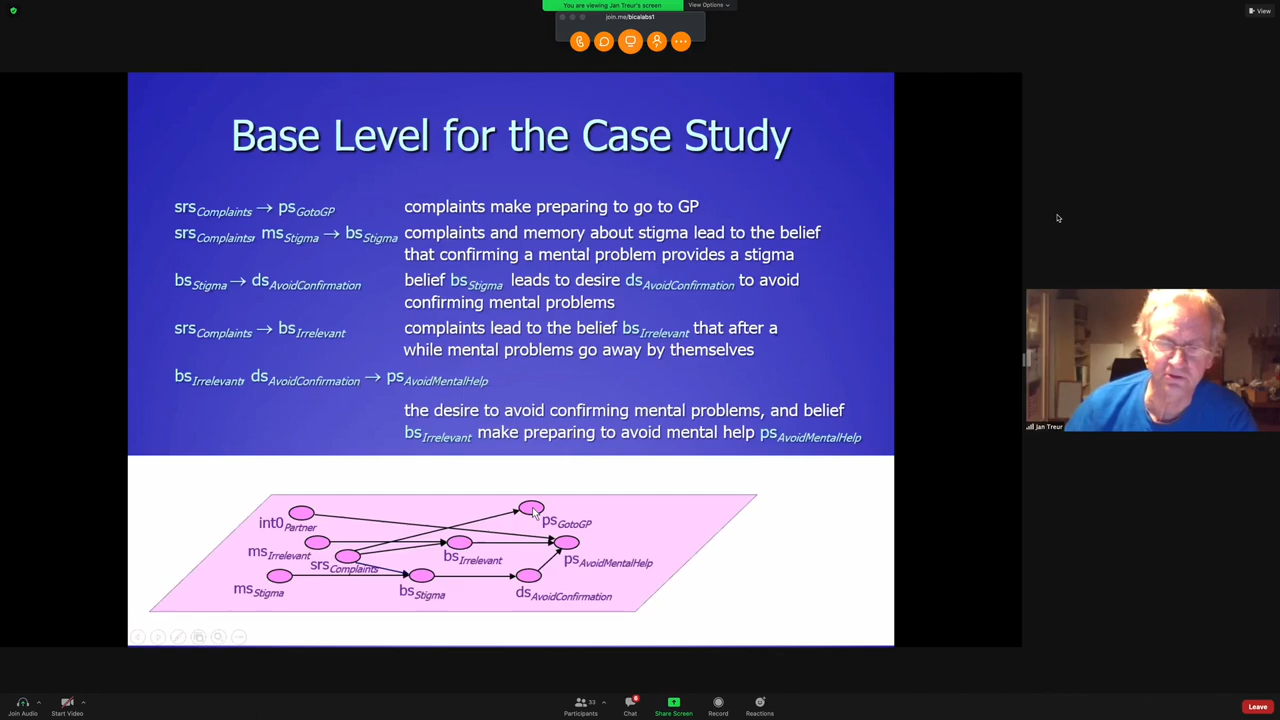 You are viewing Jan Treur's screen
View Options
View
join.me/bicalabs1
Base Level for the Case Study
srsComplaints → psGotoGP complaints make preparing to go to GP
srsComplaints, msStigma → bsStigma complaints and memory about stigma lead to the belief
that confirming a mental problem provides a stigma
bsStigma → dsAvoidConfirmation belief bsStigma leads to desire dsAvoidConfirmation to avoid
confirming mental problems
srsComplaints → bsIrrelevant complaints lead to the belief bsIrrelevant that after a
while mental problems go away by themselves
bsIrrelevant, dsAvoidConfirmation → psAvoidMentalHelp
the desire to avoid confirming mental problems, and belief
bsIrrelevant make preparing to avoid mental help psAvoidMentalHelp
int0Partner
psGotoGP
msIrrelevant
bsIrrelevant
psAvoidMentalHelp
srsComplaints
msStigma
bsStigma
dsAvoidConfirmation
Jan Treur
Join Audio
Start Video
33
Participants
6
Chat
Share Screen
Record
Reactions
Leave